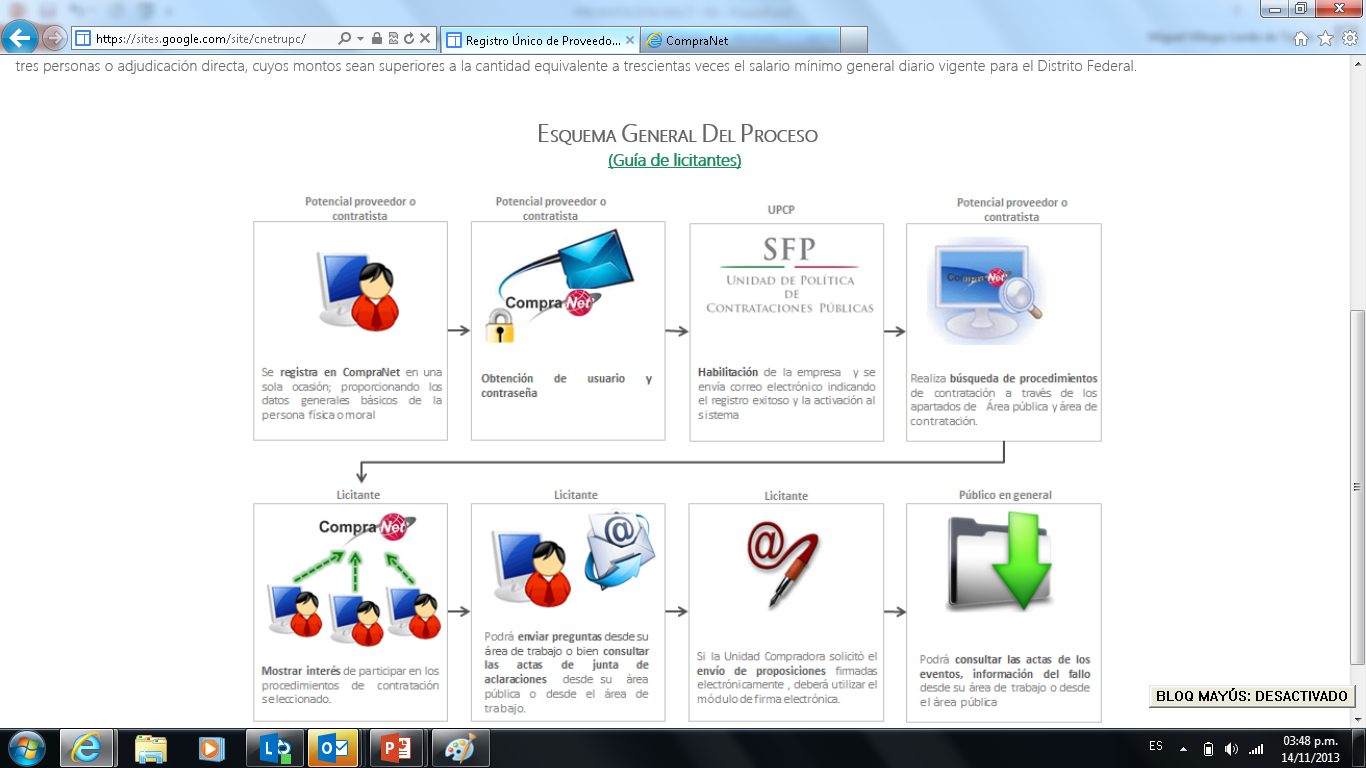 https://sites.google.com/site/cnetrupc/
Registro Único de Proveedo...
CompraNet
tres personas o adjudicación directa, cuyos montos sean superiores a la cantidad equivalente a trescientas veces el salario mínimo general diario vigente para el Distrito Federal.
Esquema General Del Proceso
(Guía de licitantes)
Potencial proveedor o
contratista
Se registra en CompraNet en una
sola ocasión; proporcionando los
datos generales básicos de la
persona física o moral
Potencial proveedor o
contratista
CompraNet
Obtención de usuario y
contraseña
UPCP
SFP
Unidad de Política
de
Contrataciones Públicas
Habilitación de la empresa y se
envía correo electrónico indicando
el registro exitoso y la activación al
sistema
Potencial proveedor o
contratista
CompraNet
Realiza búsqueda de procedimientos
de contratación a través de los
apartados de Área pública y área de
contratación.
Licitante
CompraNet
Mostrar interés de participar en los
procedimientos de contratación
seleccionado.
Licitante
@
Podrá enviar preguntas desde su
área de trabajo o bien consultar
las actas de junta de
aclaraciones desde su área
pública o desde el área de
trabajo.
Licitante
@
Si la Unidad Compradora solicitó el
envío de proposiciones firmadas
electrónicamente , deberá utilizar el
módulo de firma electrónica.
Público en general
Podrá consultar las actas de los
eventos, información del fallo
desde su área de trabajo o desde
el área pública
BLOQ MAYÚS: DESACTIVADO
ES
03:48 p.m.
14/11/2013